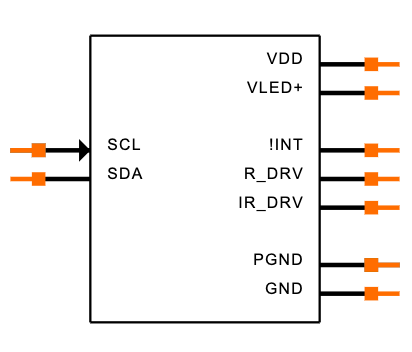 VDD
VLED+
SCL
!INT
SDA
R_DRV
IR_DRV
PGND
GND